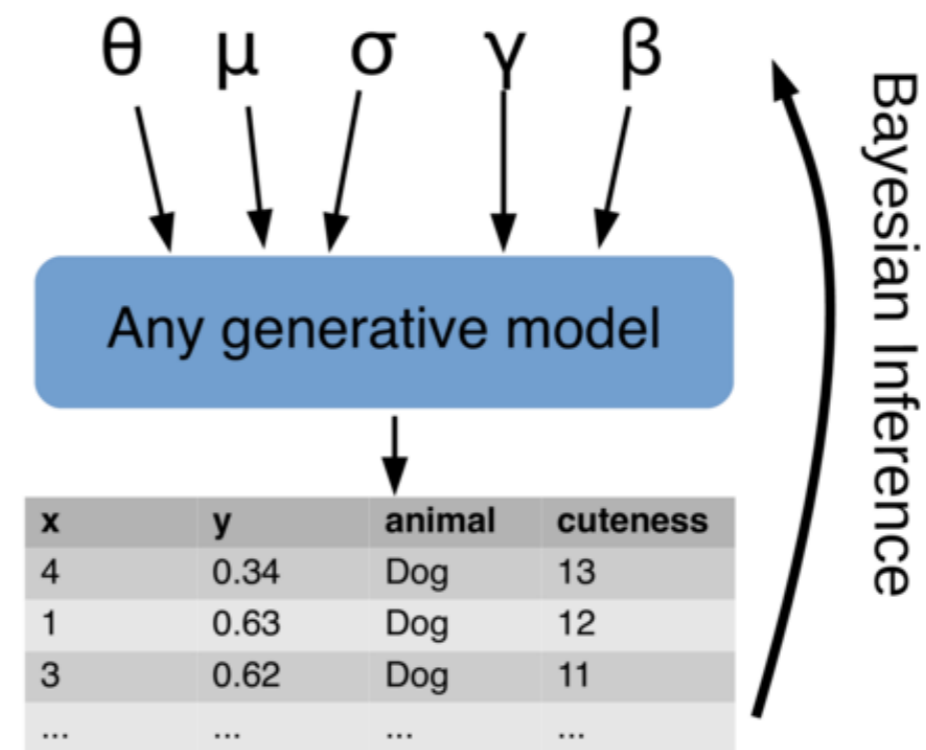 θ μ σ γ β
Any generative model
x y animal cuteness
4 0.34 Dog 13
1 0.63 Dog 12
3 0.62 Dog 11
... ... ... ...
Bayesian Inference